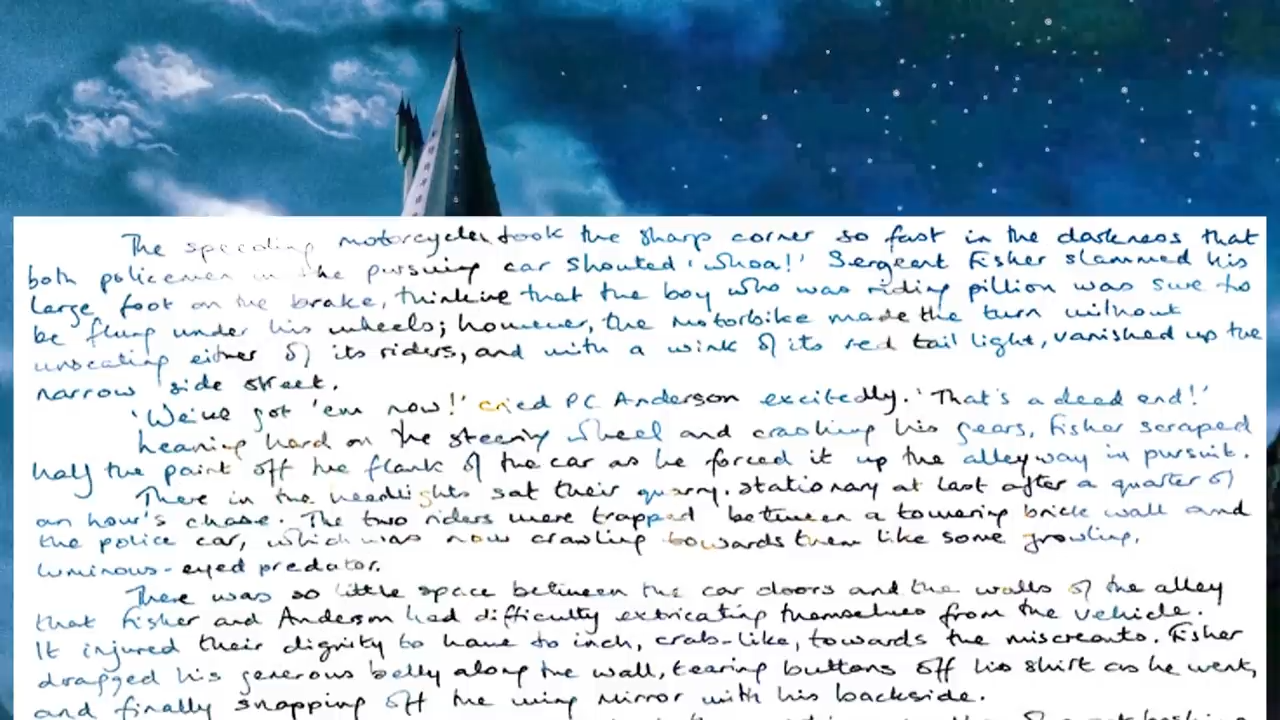 The speeding motorcycle took the sharp corner so fast in the darkness that
both policemen in the pursuing car shouted 'whoa!' Sergeant Fisher slammed his
large foot on the brake, thinking that the boy who was riding pillion was sure to
be flung under his wheels; however, the motorbike made the turn without
unseating either of its riders, and with a wink of its red tail light, vanished up the
narrow side street.
'We've got 'em now!' cried PC Anderson excitedly. 'That's a dead end!'
Leaning hard on the steering wheel and crashing his gears, Fisher scraped
half the paint off the flank of the car as he forced it up the alleyway in pursuit.
There in the headlights sat their quarry, stationary at last after a quarter of
an hour's chase. The two riders were trapped between a towering brick wall and
the police car, which was now crawling towards them like some growling,
luminous-eyed predator.
There was so little space between the car doors and the walls of the alley
that Fisher and Anderson had difficulty extricating themselves from the vehicle.
It injured their dignity to have to inch, crab-like, towards the miscreants. Fisher
dragged his generous belly along the wall, tearing buttons off his shirt as he went,
and finally snapping off the wing mirror with his backside.